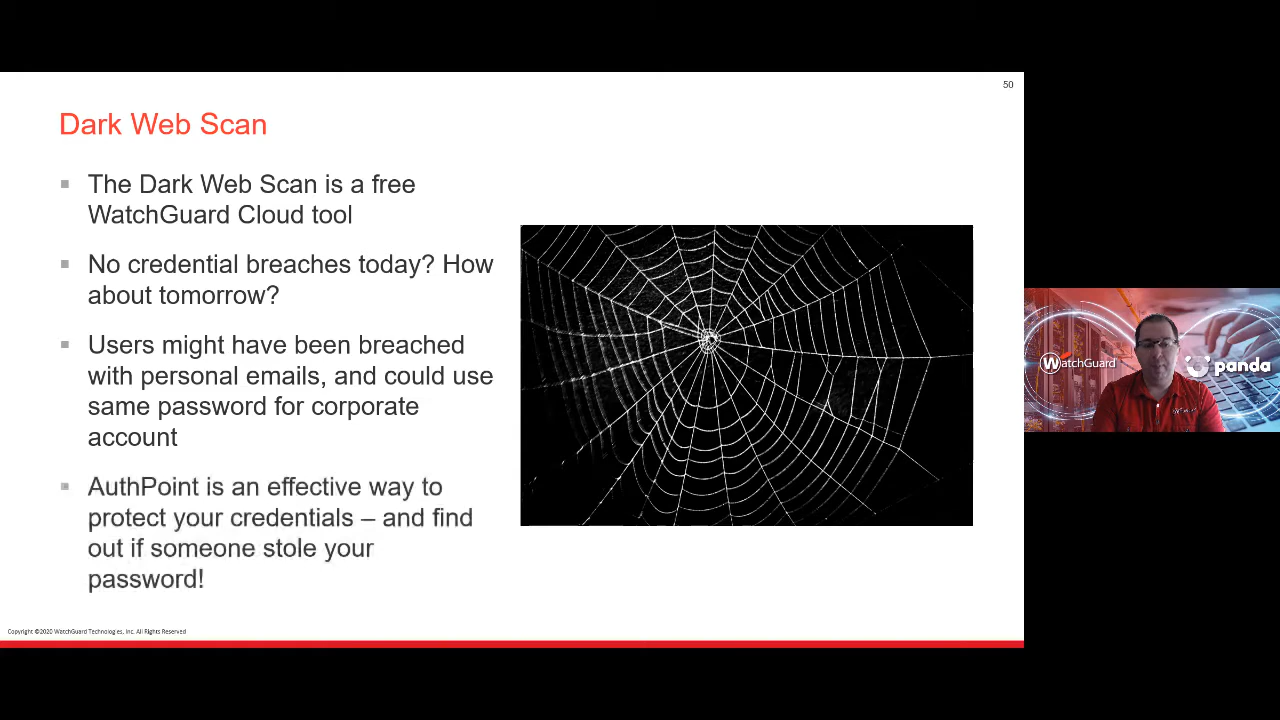 50
Dark Web Scan
The Dark Web Scan is a free
WatchGuard Cloud tool
No credential breaches today? How
about tomorrow?
Users might have been breached
with personal emails, and could use
same password for corporate
account
AuthPoint is an effective way to
protect your credentials – and find
out if someone stole your
password!
Copyright ©2020 WatchGuard Technologies, Inc. All Rights Reserved
WatchGuard
panda